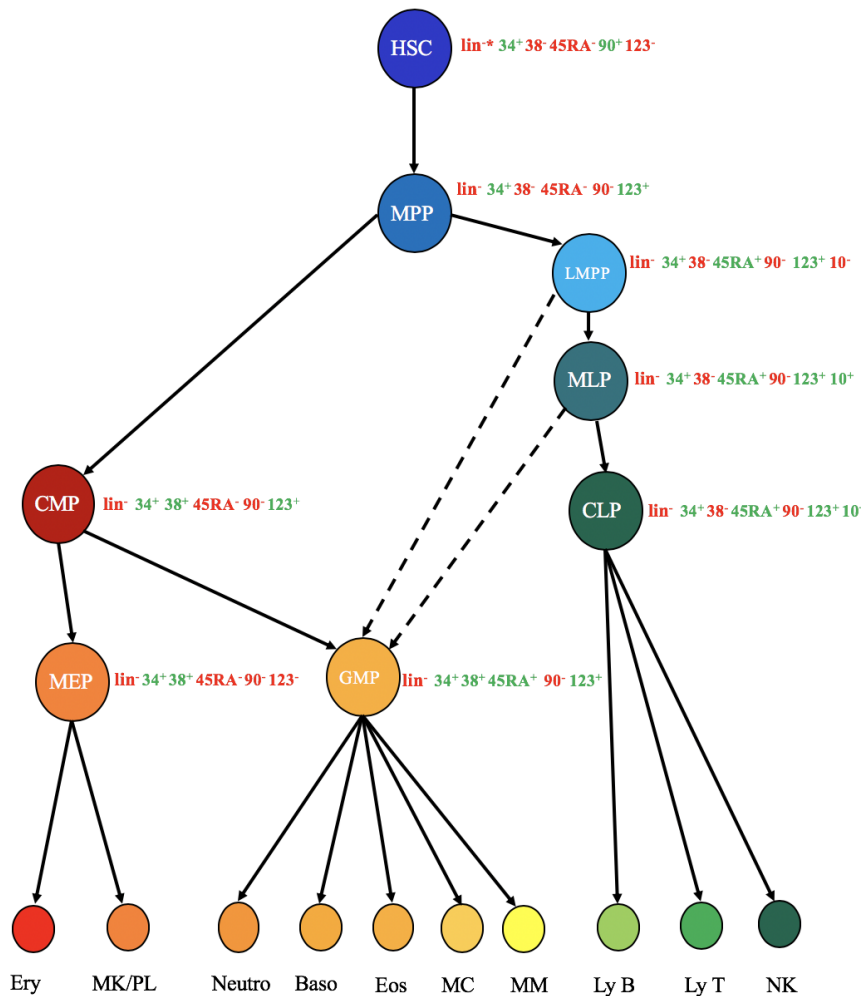 HSC lin⁻* 34⁺ 38⁻ 45RA⁻ 90⁺ 123⁻
lin⁻ 34⁺ 38⁻ 45RA⁻ 90⁻ 123⁺
MPP
LMPP lin⁻ 34⁺ 38⁻ 45RA⁺ 90⁻ 123⁺ 10⁻
MLP lin⁻ 34⁺ 38⁻ 45RA⁺ 90⁻ 123⁺ 10⁺
CMP lin⁻ 34⁺ 38⁺ 45RA⁻ 90⁻ 123⁺
CLP lin⁻ 34⁺ 38⁻ 45RA⁺ 90⁻ 123⁺ 10⁻
MEP lin⁻ 34⁺ 38⁺ 45RA⁻ 90⁻ 123⁻
GMP lin⁻ 34⁺ 38⁺ 45RA⁺ 90⁻ 123⁺
Ery MK/PL Neutro Baso Eos MC MM Ly B Ly T NK